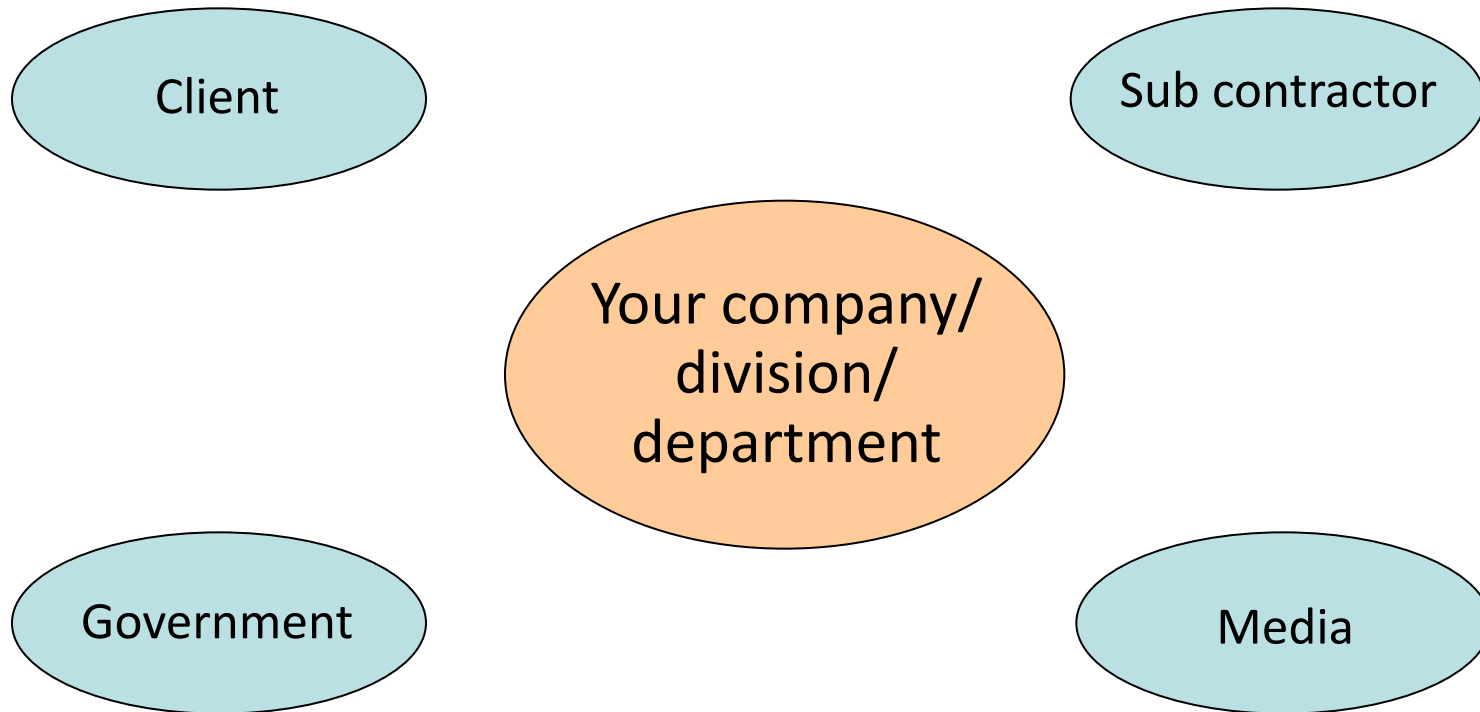 Client
Sub contractor
Your company/
division/
department
Government
Media